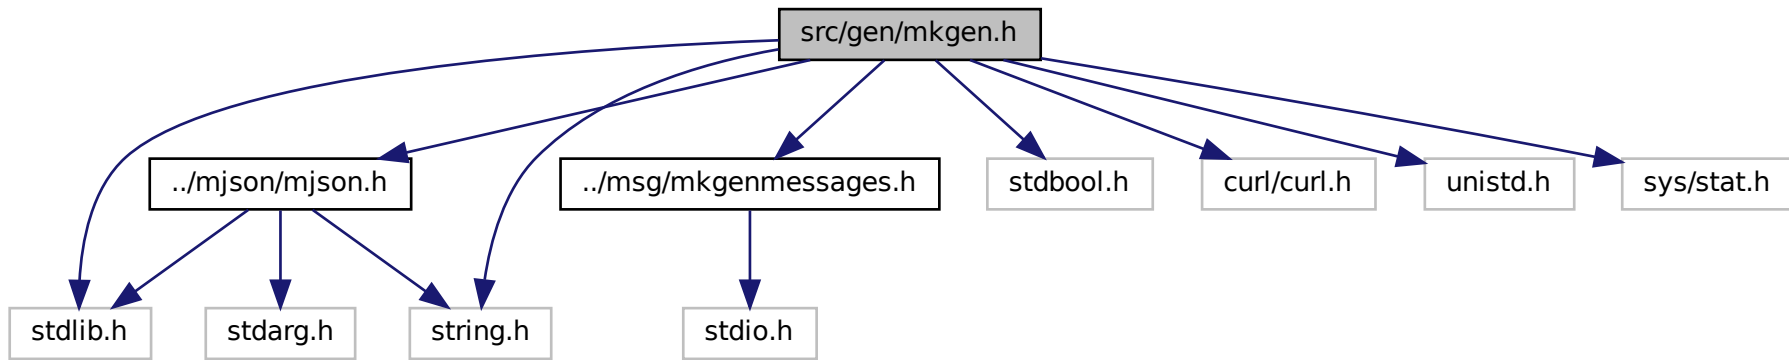 src/gen/mkgen.h
../mjson/mjson.h
../msg/mkgenmessages.h
stdbool.h
curl/curl.h
unistd.h
sys/stat.h
stdlib.h
stdarg.h
string.h
stdio.h